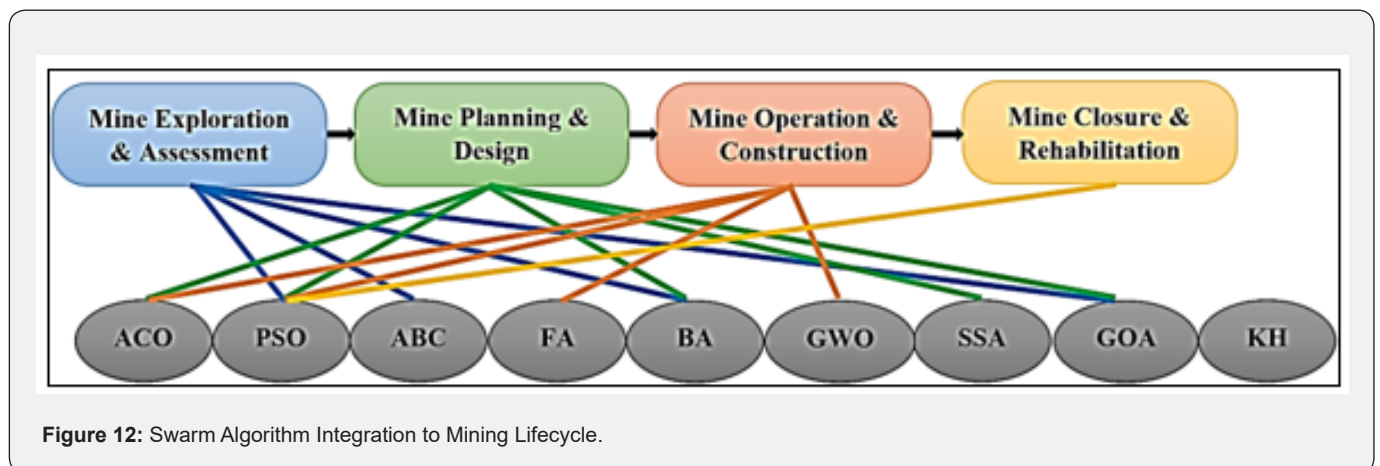 Mine Exploration
& Assessment
Mine Planning &
Design
Mine Operation &
Construction
Mine Closure &
Rehabilitation
ACO
PSO
ABC
FA
BA
GWO
SSA
GOA
KH
Figure 12: Swarm Algorithm Integration to Mining Lifecycle.